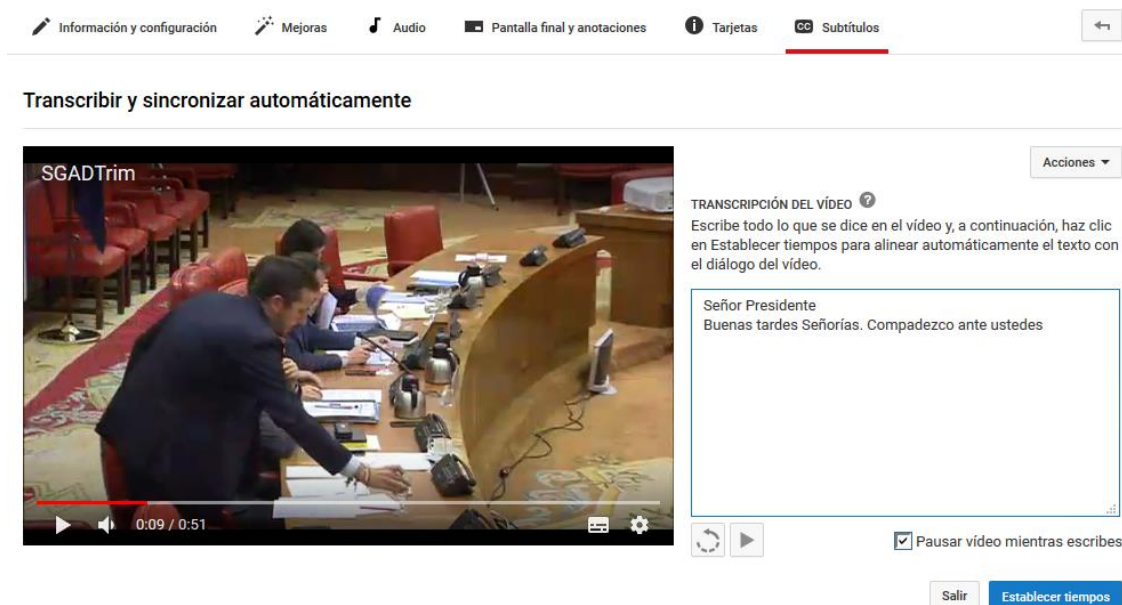 Información y configuración
Mejoras
Audio
Pantalla final y anotaciones
Tarjetas
CC Subtítulos
Transcribir y sincronizar automáticamente
SGADTrim
0:09 / 0:51
Acciones
TRANSCRIPCIÓN DEL VÍDEO ?
Escribe todo lo que se dice en el vídeo y, a continuación, haz clic
en Establecer tiempos para alinear automáticamente el texto con
el diálogo del vídeo.
Señor Presidente
Buenas tardes Señorías. Compadezco ante ustedes
Pausar vídeo mientras escribes
Salir
Establecer tiempos